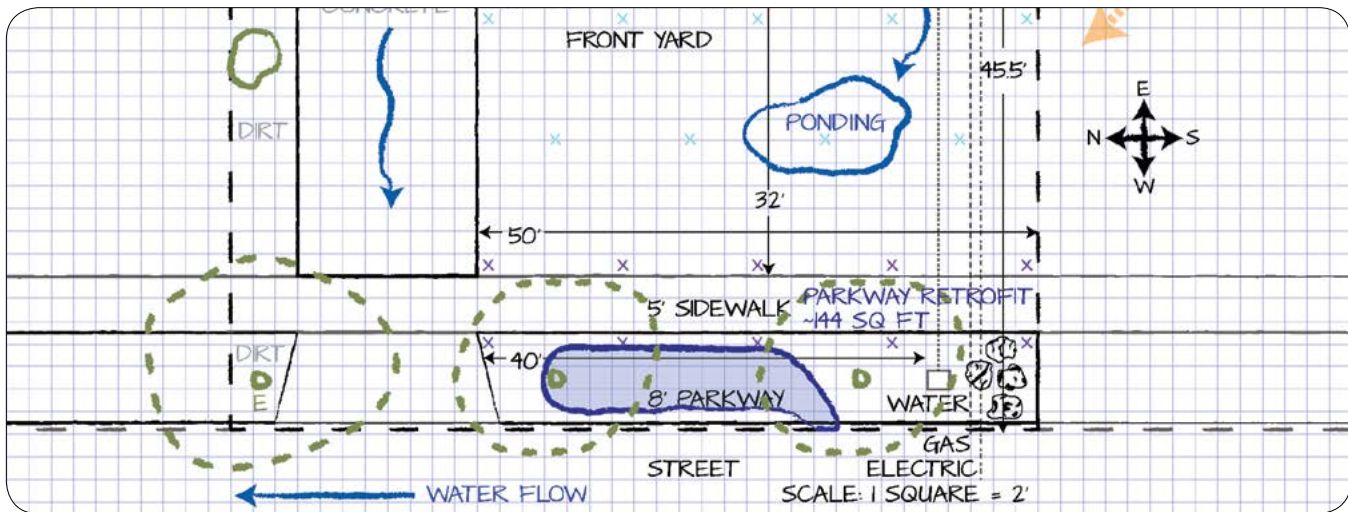 CONCRETE
FRONT YARD
45.5'
E
N S
W
DIRT
PONDING
32'
50'
5' SIDEWALK
PARKWAY RETROFIT
~144 SQ FT
DIRT
E
40'
8' PARKWAY
WATER
GAS
STREET
ELECTRIC
WATER FLOW
SCALE: 1 SQUARE = 2'